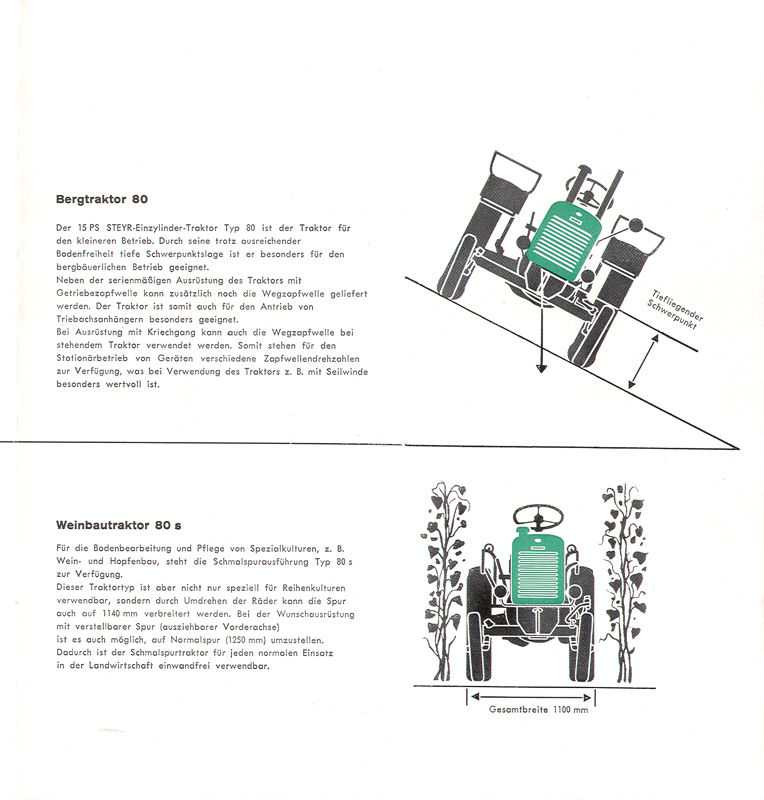 Bergtraktor 80
Der 15 PS STEYR-Einzylinder-Traktor Typ 80 ist der Traktor für
den kleineren Betrieb. Durch seine trotz ausreichender
Bodenfreiheit tiefe Schwerpunktslage ist er besonders für den
bergbäuerlichen Betrieb geeignet.
Neben der serienmäßigen Ausrüstung des Traktors mit
Getriebezapfwelle kann zusätzlich noch die Wegzapfwelle geliefert
werden. Der Traktor ist somit auch für den Antrieb von
Triebachsanhängern besonders geeignet.
Bei Ausrüstung mit Kriechgang kann auch die Wegzapfwelle bei
stehendem Traktor verwendet werden. Somit stehen für den
Stationärbetrieb von Geräten verschiedene Zapfwellendrehzahlen
zur Verfügung, was bei Verwendung des Traktors z. B. mit Seilwinde
besonders wertvoll ist.
Tiefliegender
Schwerpunkt
Weinbautraktor 80 s
Für die Bodenbearbeitung und Pflege von Spezialkulturen, z. B.
Wein- und Hopfenbau, steht die Schmalspurausführung Typ 80 s
zur Verfügung.
Dieser Traktortyp ist aber nicht nur speziell für Reihenkulturen
verwendbar, sondern durch Umdrehen der Räder kann die Spur
auch auf 1140 mm verbreitert werden. Bei der Wunschausrüstung
mit verstellbarer Spur (ausziehbarer Vorderachse)
ist es auch möglich, auf Normalspur (1250 mm) umzustellen.
Dadurch ist der Schmalspurtraktor für jeden normalen Einsatz
in der Landwirtschaft einwandfrei verwendbar.
Gesamtbreite 1100 mm